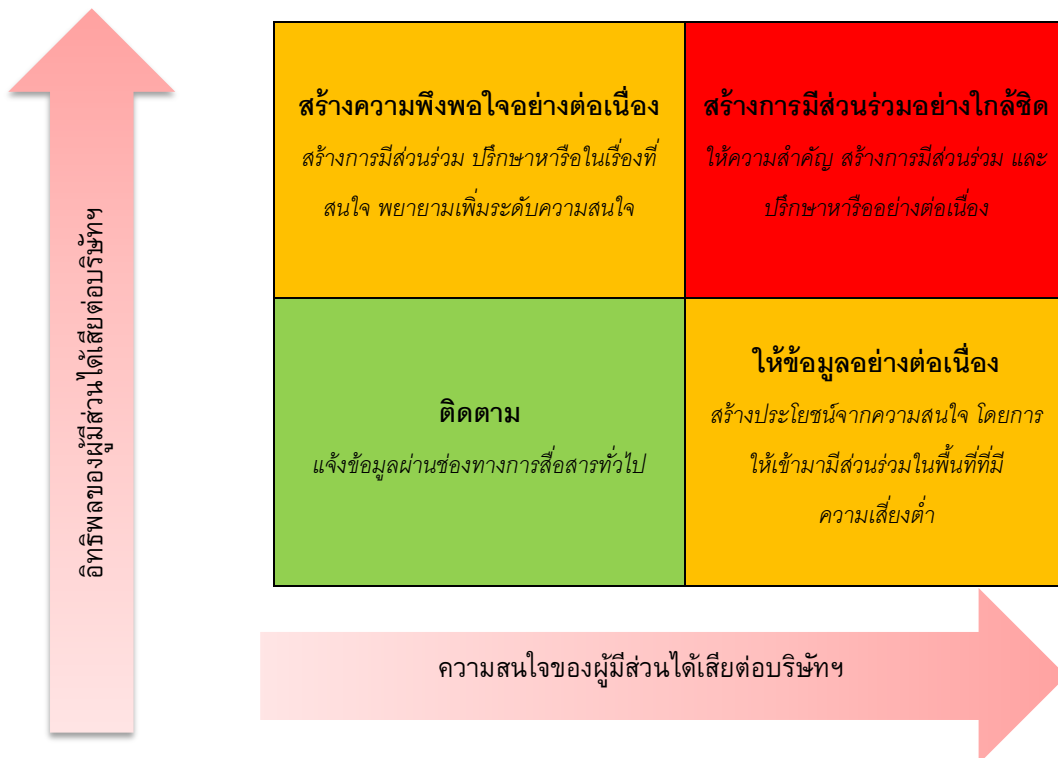 อิทธิพลของผู้มีส่วนได้เสียต่อบริษัทฯ
สร้างความพึงพอใจอย่างต่อเนื่อง
สร้างการมีส่วนร่วม ปรึกษาหารือในเรื่องที่
สนใจ พยายามเพิ่มระดับความสนใจ
สร้างการมีส่วนร่วมอย่างใกล้ชิด
ให้ความสำคัญ สร้างการมีส่วนร่วม และ
ปรึกษาหารืออย่างต่อเนื่อง
ติดตาม
แจ้งข้อมูลผ่านช่องทางการสื่อสารทั่วไป
ให้ข้อมูลอย่างต่อเนื่อง
สร้างประโยชน์จากความสนใจ โดยการ
ให้เข้ามามีส่วนร่วมในพื้นที่ที่มี
ความเสี่ยงต่ำ
ความสนใจของผู้มีส่วนได้เสียต่อบริษัทฯ